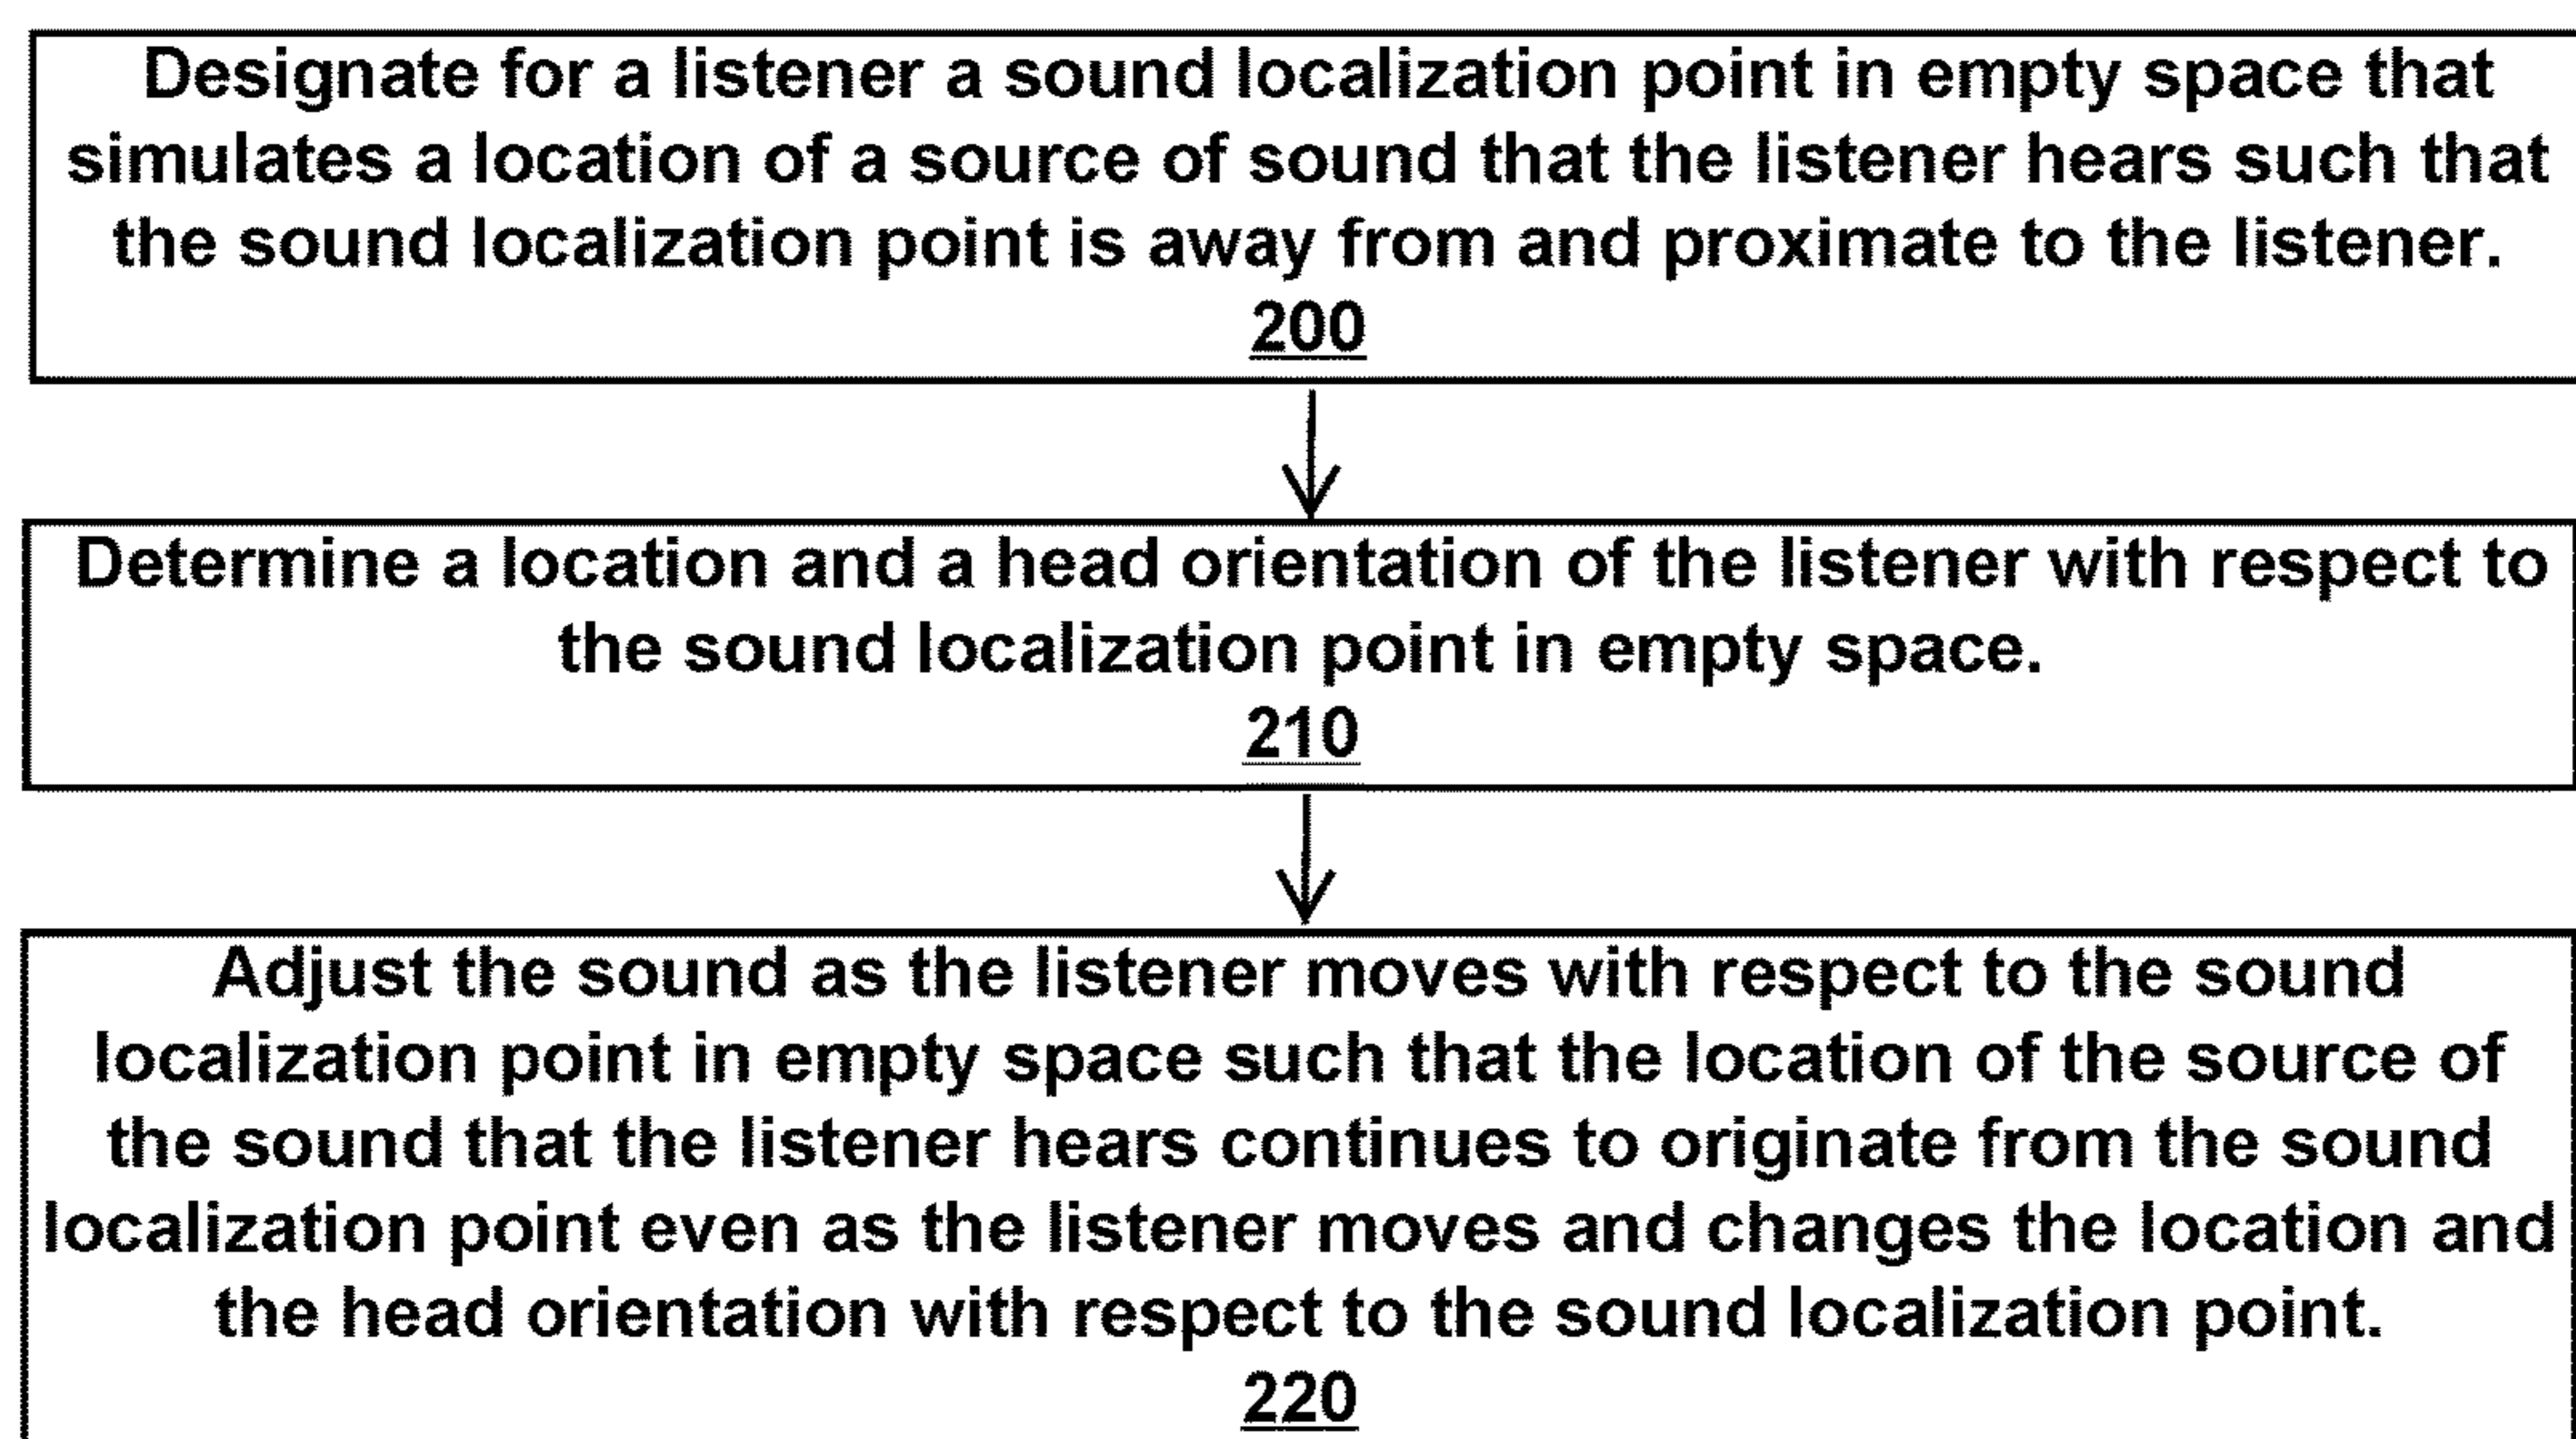 Designate for a listener a sound localization point in empty space that
simulates a location of a source of sound that the listener hears such that
the sound localization point is away from and proximate to the listener.
200
Determine a location and a head orientation of the listener with respect to
the sound localization point in empty space.
210
Adjust the sound as the listener moves with respect to the sound
localization point in empty space such that the location of the source of
the sound that the listener hears continues to originate from the sound
localization point even as the listener moves and changes the location and
the head orientation with respect to the sound localization point.
220